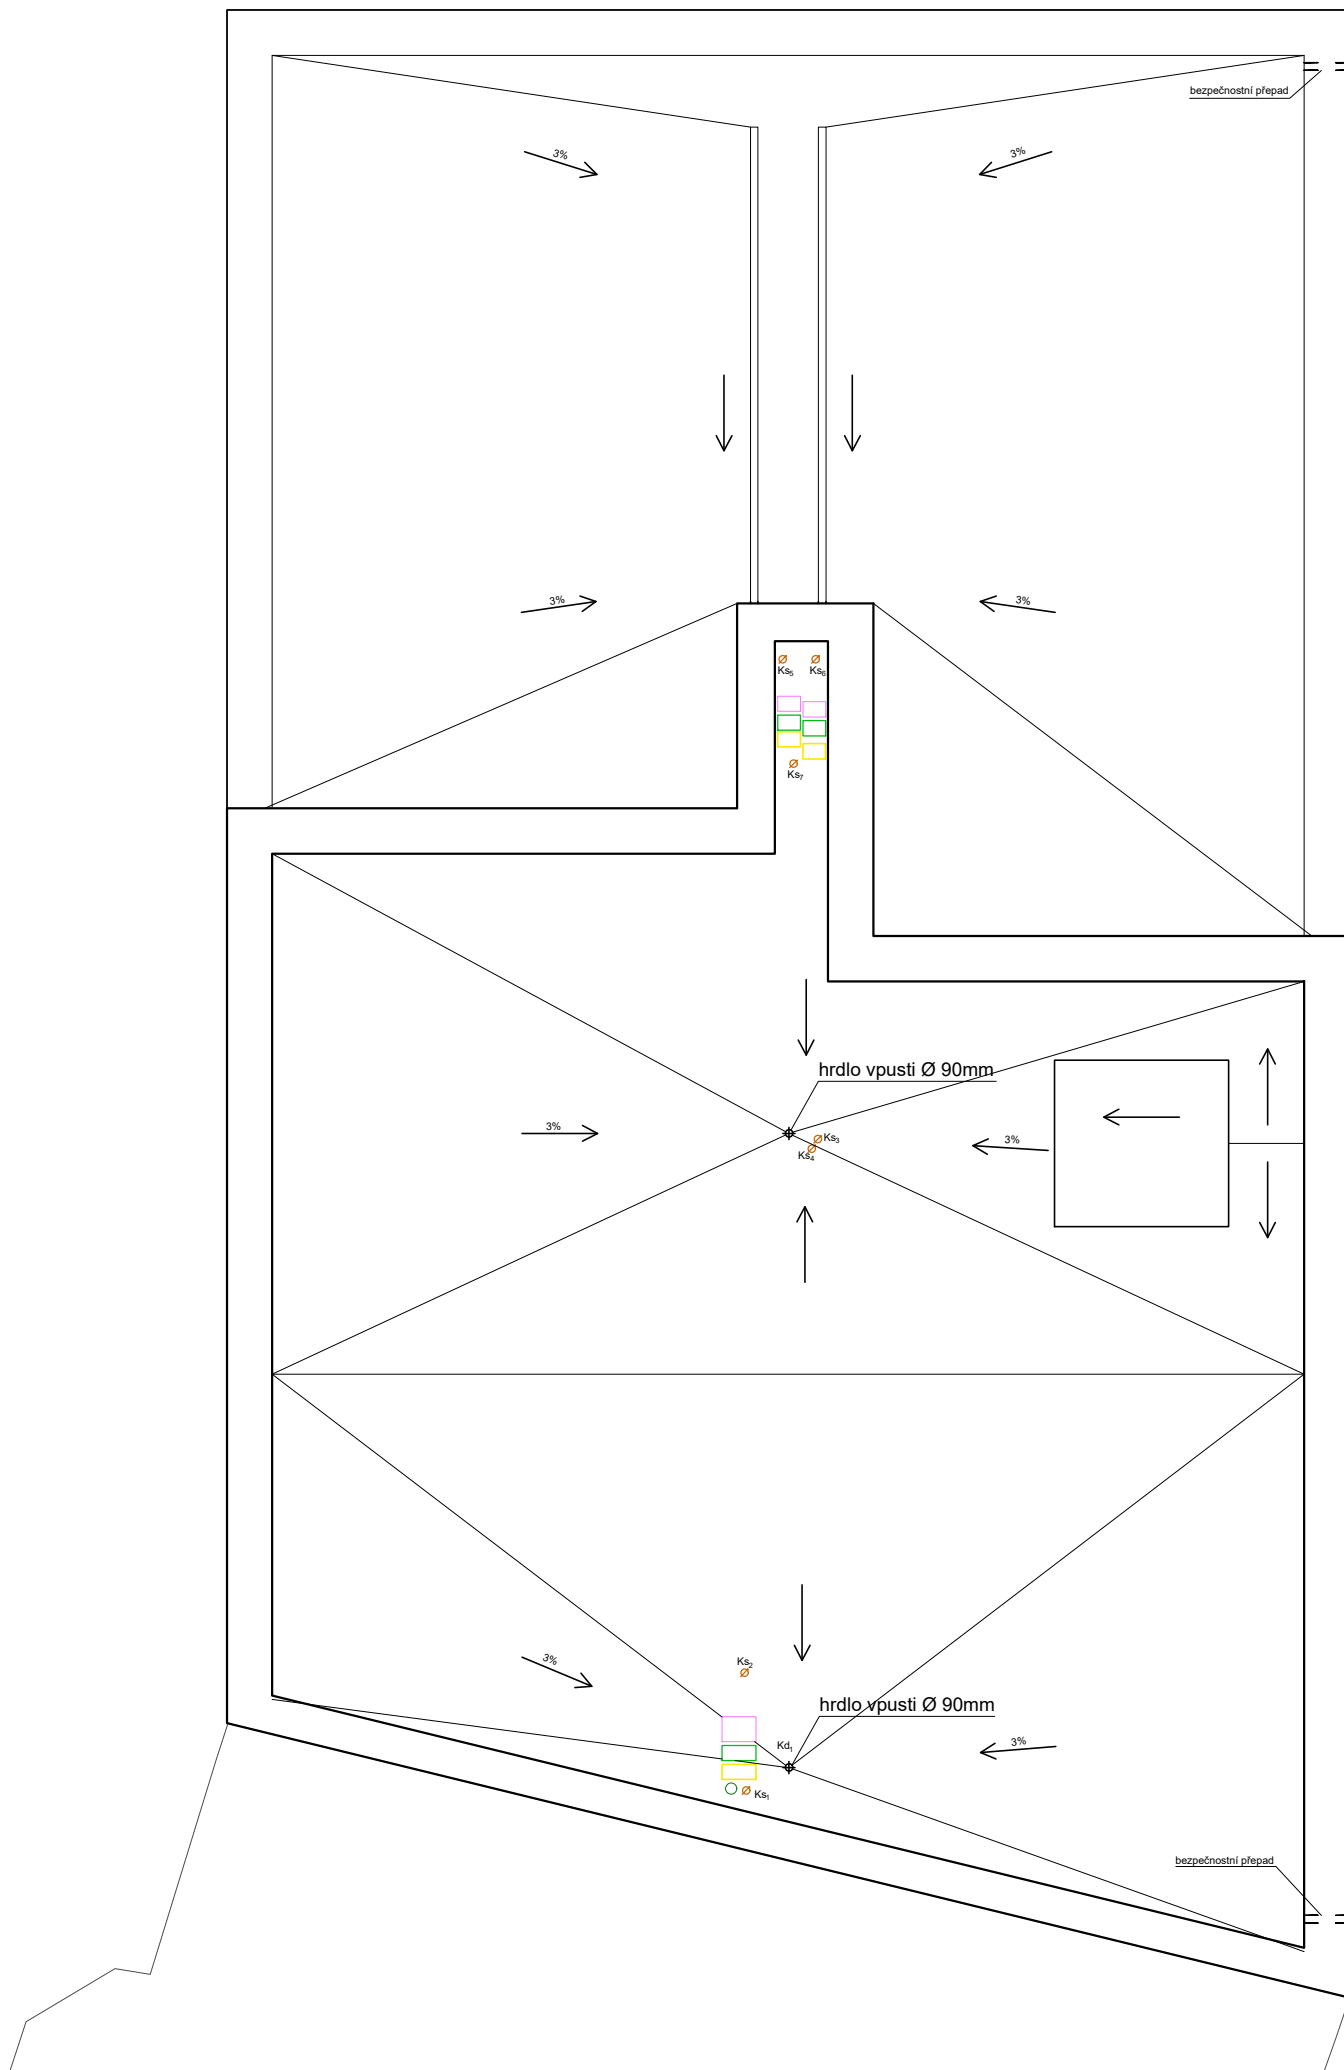 bezpečnostní přepad
3%
3%
3%
3%
Ks5
Ks6
Ks7
hrdlo vpusti Ø 90mm
3%
Ks3
3%
Ks4
3%
Ks2
hrdlo vpusti Ø 90mm
Kd1
3%
Ks1
bezpečnostní přepad